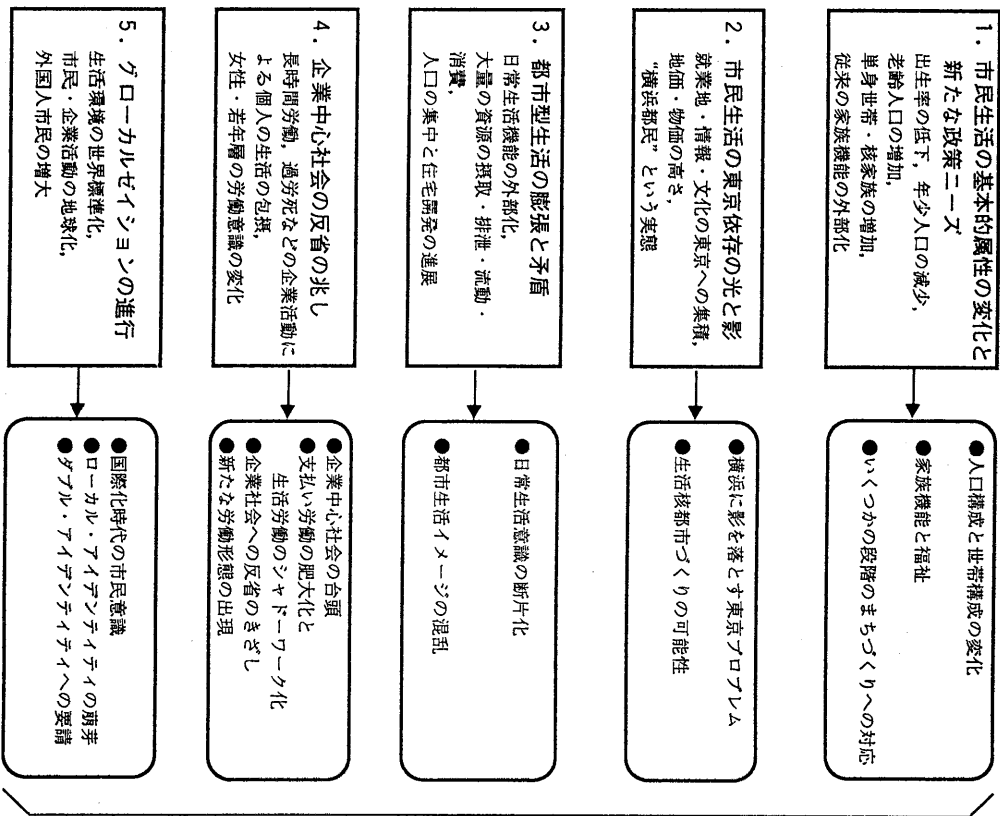 1．市民生活の基本的属性の変化と
新たな政策ニーズ
出生率の低下，年少人口の減少，
老齢人口の増加，
単身世帯・核家族の増加，
従来の家族機能の外部化
●人口構成と世帯構成の変化
●家族機能と福祉
●いくつかの段階のまちづくりへの対応
2．市民生活の東京依存の光と影
就業地・情報・文化の東京への集積，
地価・物価の高さ，
“横浜都民”という実態
●横浜に影を落とす東京プロブレム
●生活核都市づくりの可能性
3．都市型生活の膨張と矛盾
日常生活機能の外部化，
大量の資源の摂取・排泄・流動・
消費，
人口の集中と住宅開発の進展
●日常生活意識の断片化
●都市生活イメージの混乱
4．企業中心社会の反省の兆し
長時間労働，過労死などの企業活動に
よる個人の生活の包摂，
女性・若年層の労働意識の変化
●企業中心社会の台頭
●支払い労働の肥大化と
生活労働のシャドーワーク化
●企業社会への反省のきざし
●新たな労働形態の出現
5．グローカルゼイションの進行
生活環境の世界標準化，
市民・企業活動の地球化，
外国人市民の増大
●国際化時代の市民意識
●ローカル・アイデンティティの萠芽
●ダブル・アイデンティティへの要請